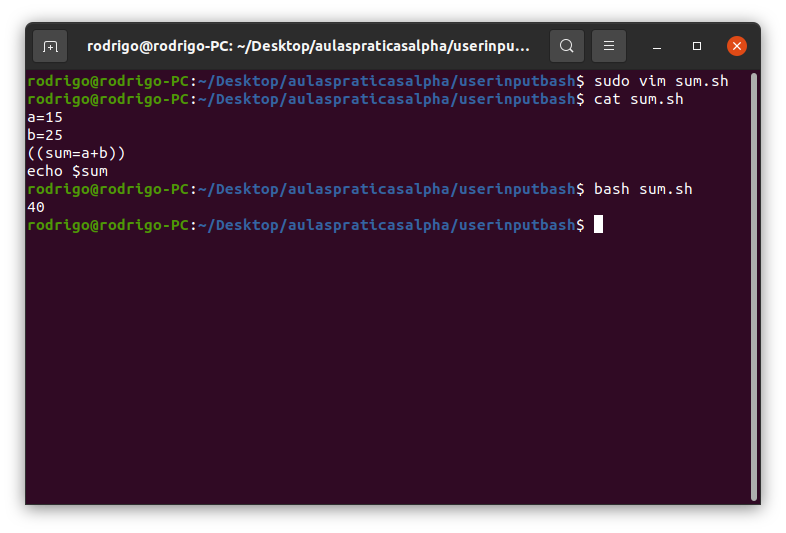 rodrigo@rodrigo-PC: ~/Desktop/aulaspraticasalpha/userinpu...
rodrigo@rodrigo-PC:~/Desktop/aulaspraticasalpha/userinputbash$ sudo vim sum.sh
rodrigo@rodrigo-PC:~/Desktop/aulaspraticasalpha/userinputbash$ cat sum.sh
a=15
b=25
((sum=a+b))
echo $sum
rodrigo@rodrigo-PC:~/Desktop/aulaspraticasalpha/userinputbash$ bash sum.sh
40
rodrigo@rodrigo-PC:~/Desktop/aulaspraticasalpha/userinputbash$